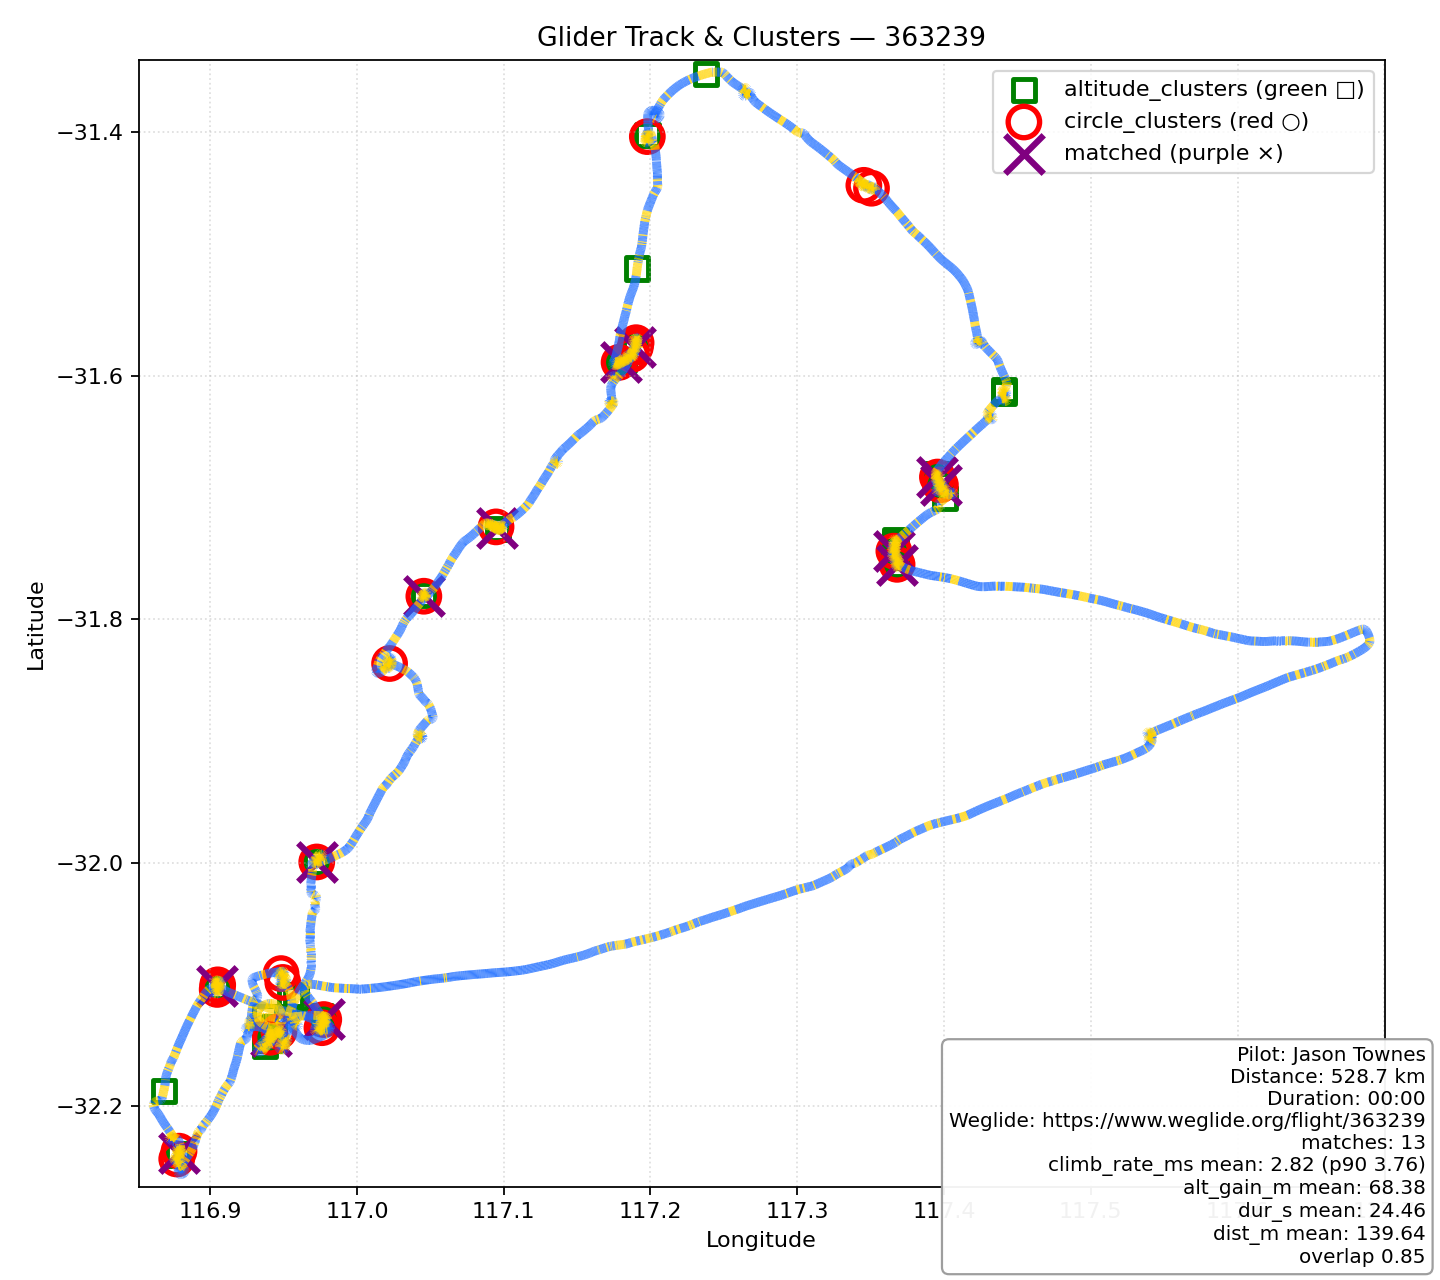 Glider Track & Clusters — 363239
altitude_clusters (green □)
circle_clusters (red ○)
matched (purple ×)
Latitude
−31.4
−31.6
−31.8
−32.0
−32.2
116.9
117.0
117.1
117.2
117.3
117.4
117.5
Longitude
Pilot: Jason Townes
Distance: 528.7 km
Duration: 00:00
Weglide: https://www.weglide.org/flight/363239
matches: 13
climb_rate_ms mean: 2.82 (p90 3.76)
alt_gain_m mean: 68.38
dur_s mean: 24.46
dist_m mean: 139.64
overlap 0.85